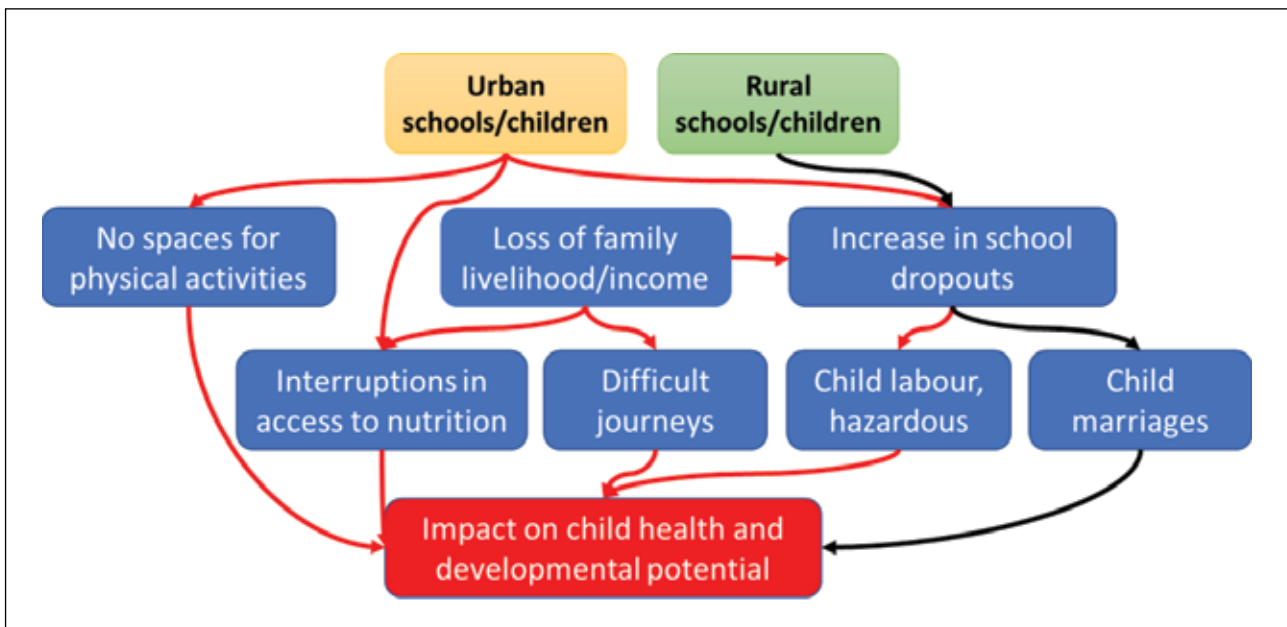 Urban
schools/children
Rural
schools/children
No spaces for
physical activities
Loss of family
livelihood/income
Increase in school
dropouts
Interruptions in
access to nutrition
Difficult
journeys
Child labour,
hazardous
Child
marriages
Impact on child health and
developmental potential